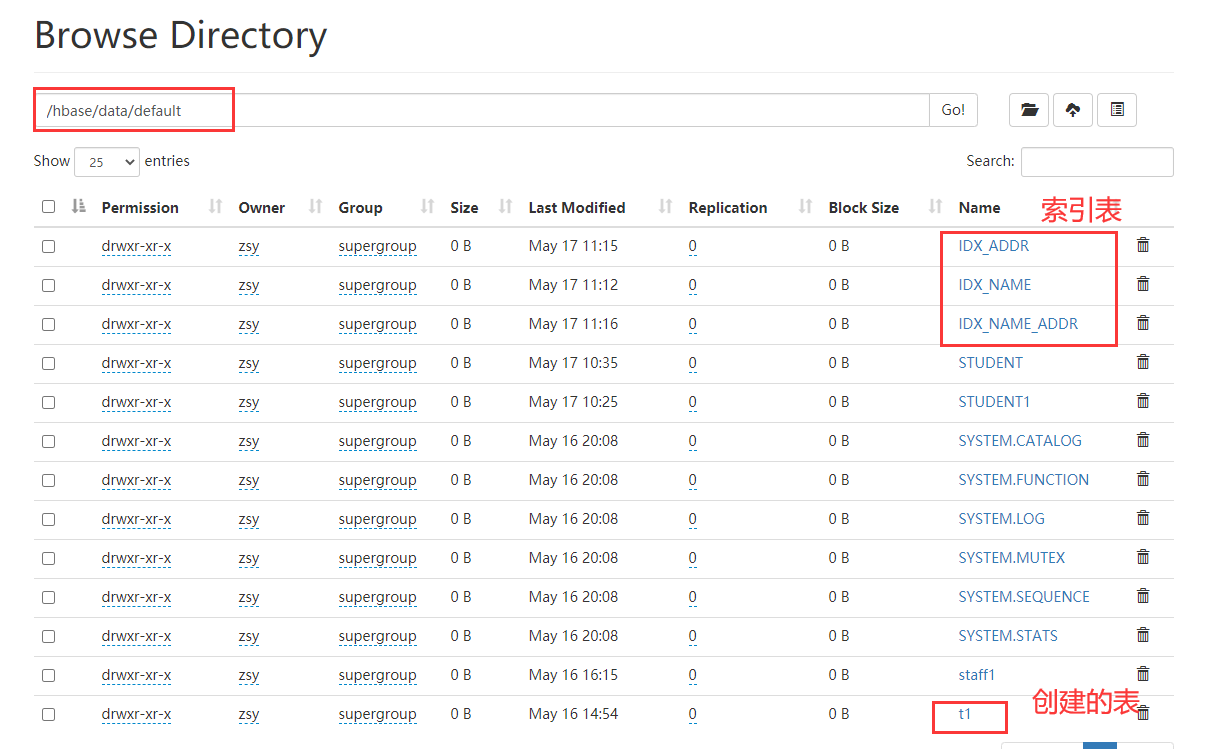 Browse Directory
/hbase/data/default Go!
Show 25 entries Search:
Permission Owner Group Size Last Modified Replication Block Size Name 索引表
drwxr-xr-x zsy supergroup 0 B May 17 11:15 0 0 B IDX_ADDR
drwxr-xr-x zsy supergroup 0 B May 17 11:12 0 0 B IDX_NAME
drwxr-xr-x zsy supergroup 0 B May 17 11:16 0 0 B IDX_NAME_ADDR
drwxr-xr-x zsy supergroup 0 B May 17 10:35 0 0 B STUDENT
drwxr-xr-x zsy supergroup 0 B May 17 10:25 0 0 B STUDENT1
drwxr-xr-x zsy supergroup 0 B May 16 20:08 0 0 B SYSTEM.CATALOG
drwxr-xr-x zsy supergroup 0 B May 16 20:08 0 0 B SYSTEM.FUNCTION
drwxr-xr-x zsy supergroup 0 B May 16 20:08 0 0 B SYSTEM.LOG
drwxr-xr-x zsy supergroup 0 B May 16 20:08 0 0 B SYSTEM.MUTEX
drwxr-xr-x zsy supergroup 0 B May 16 20:08 0 0 B SYSTEM.SEQUENCE
drwxr-xr-x zsy supergroup 0 B May 16 20:08 0 0 B SYSTEM.STATS
drwxr-xr-x zsy supergroup 0 B May 16 16:15 0 0 B staff1
drwxr-xr-x zsy supergroup 0 B May 16 14:54 0 0 B t1 创建的表